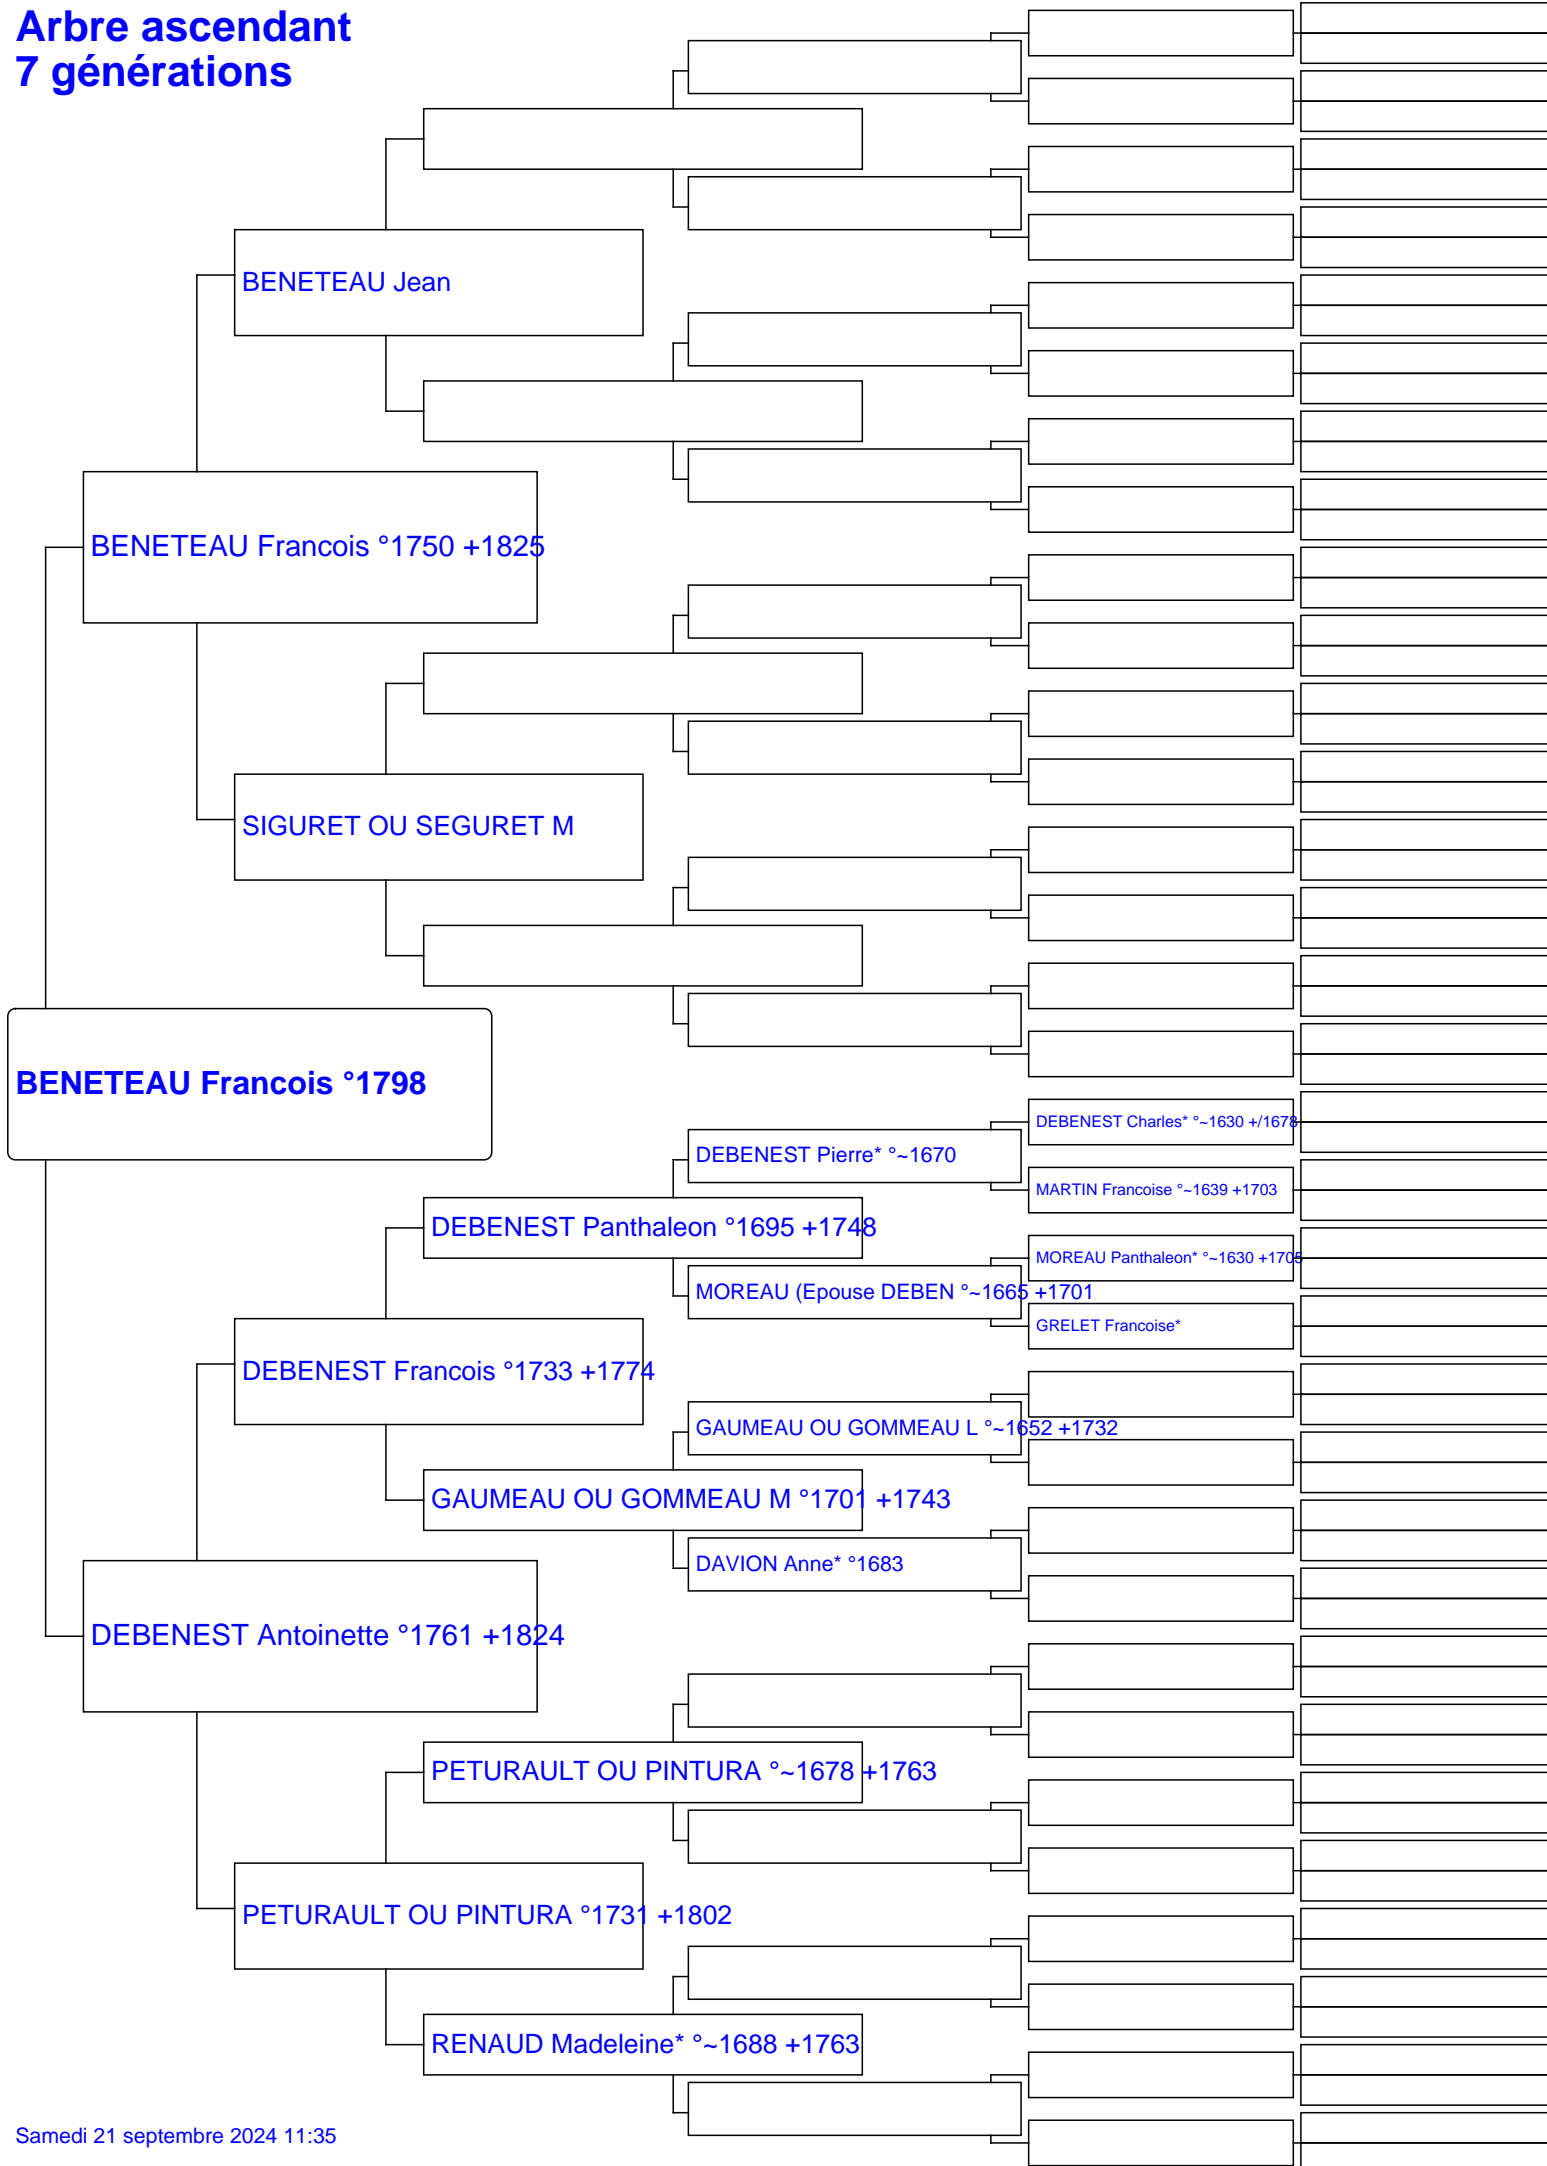 Arbre ascendant
7 générations
BENETEAU Jean
BENETEAU Francois °1750 +1825
SIGURET OU SEGURET M
BENETEAU Francois °1798
DEBENEST Charles* °~1630 +/1678
DEBENEST Pierre* °~1670
MARTIN Francoise °~1639 +1703
DEBENEST Panthaleon °1695 +1748
MOREAU Panthaleon* °~1630 +1705
MOREAU (Epouse DEBEN °~1665 +1701
GRELET Francoise*
DEBENEST Francois °1733 +1774
GAUMEAU OU GOMMEAU L °~1652 +1732
GAUMEAU OU GOMMEAU M °1701 +1743
DAVION Anne* °1683
DEBENEST Antoinette °1761 +1824
PETURAULT OU PINTURA °~1678 +1763
PETURAULT OU PINTURA °1731 +1802
RENAUD Madeleine* °~1688 +1763
Samedi 21 septembre 2024 11:35